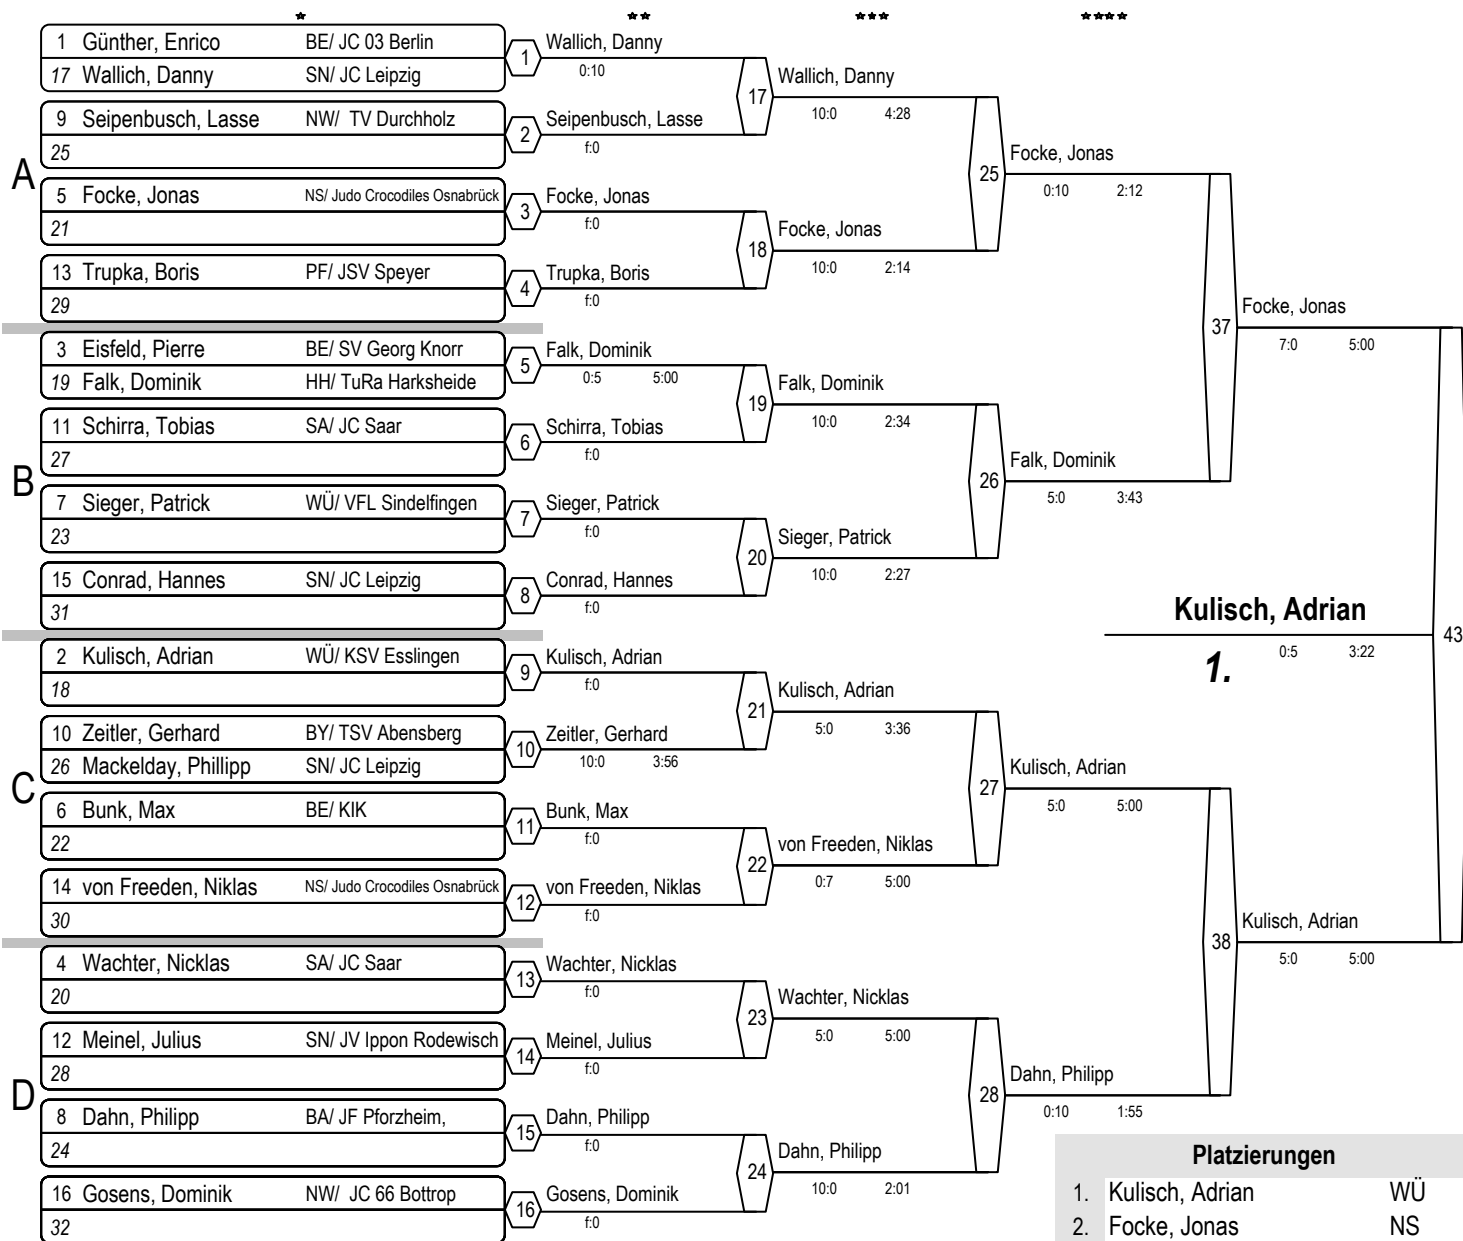 * ** *** ****
1 Günther, Enrico BE/ JC 03 Berlin
17 Wallich, Danny SN/ JC Leipzig
9 Seipenbusch, Lasse NW/ TV Durchholz
25
A
5 Focke, Jonas NS/ Judo Crocodiles Osnabrück
21
13 Trupka, Boris PF/ JSV Speyer
29
3 Eisfeld, Pierre BE/ SV Georg Knorr
19 Falk, Dominik HH/ TuRa Harksheide
11 Schirra, Tobias SA/ JC Saar
27
B
7 Sieger, Patrick WÜ/ VFL Sindelfingen
23
15 Conrad, Hannes SN/ JC Leipzig
31
2 Kulisch, Adrian WÜ/ KSV Esslingen
18
10 Zeitler, Gerhard BY/ TSV Abensberg
26 Mackelday, Phillipp SN/ JC Leipzig
C
6 Bunk, Max BE/ KIK
22
14 von Freeden, Niklas NS/ Judo Crocodiles Osnabrück
30
4 Wachter, Nicklas SA/ JC Saar
20
12 Meinel, Julius SN/ JV Ippon Rodewisch
28
D
8 Dahn, Philipp BA/ JF Pforzheim,
24
16 Gosens, Dominik NW/ JC 66 Bottrop
32
1 Wallich, Danny
0:10
2 Seipenbusch, Lasse
f:0
3 Focke, Jonas
f:0
4 Trupka, Boris
f:0
5 Falk, Dominik
0:5 5:00
6 Schirra, Tobias
f:0
7 Sieger, Patrick
f:0
8 Conrad, Hannes
f:0
9 Kulisch, Adrian
f:0
10 Zeitler, Gerhard
10:0 3:56
11 Bunk, Max
f:0
12 von Freeden, Niklas
f:0
13 Wachter, Nicklas
f:0
14 Meinel, Julius
f:0
15 Dahn, Philipp
f:0
16 Gosens, Dominik
f:0
17 Wallich, Danny
10:0 4:28
18 Focke, Jonas
10:0 2:14
19 Falk, Dominik
10:0 2:34
20 Sieger, Patrick
10:0 2:27
21 Kulisch, Adrian
5:0 3:36
22 von Freeden, Niklas
0:7 5:00
23 Wachter, Nicklas
5:0 5:00
24 Dahn, Philipp
10:0 2:01
25 Focke, Jonas
0:10 2:12
26 Falk, Dominik
5:0 3:43
27 Kulisch, Adrian
5:0 5:00
28 Dahn, Philipp
0:10 1:55
37 Focke, Jonas
7:0 5:00
38 Kulisch, Adrian
5:0 5:00
Kulisch, Adrian
43
1. 0:5 3:22
Platzierungen
1. Kulisch, Adrian WÜ
2. Focke, Jonas NS